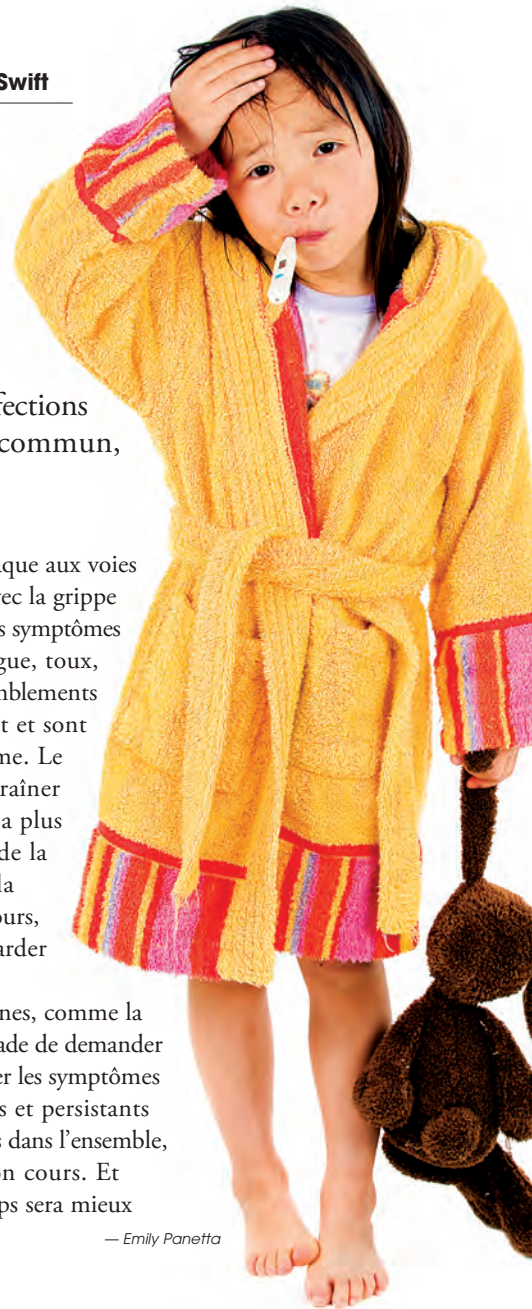 Swift
fections
commun,
que aux voies
ec la grippe
s symptômes
gue, toux,
mblements
t et sont
me. Le
raîner
a plus
de la
la
ours,
arder
nes, comme la
ade de demander
er les symptômes
s et persistants
s dans l’ensemble,
on cours. Et
ps sera mieux
— Emily Panetta